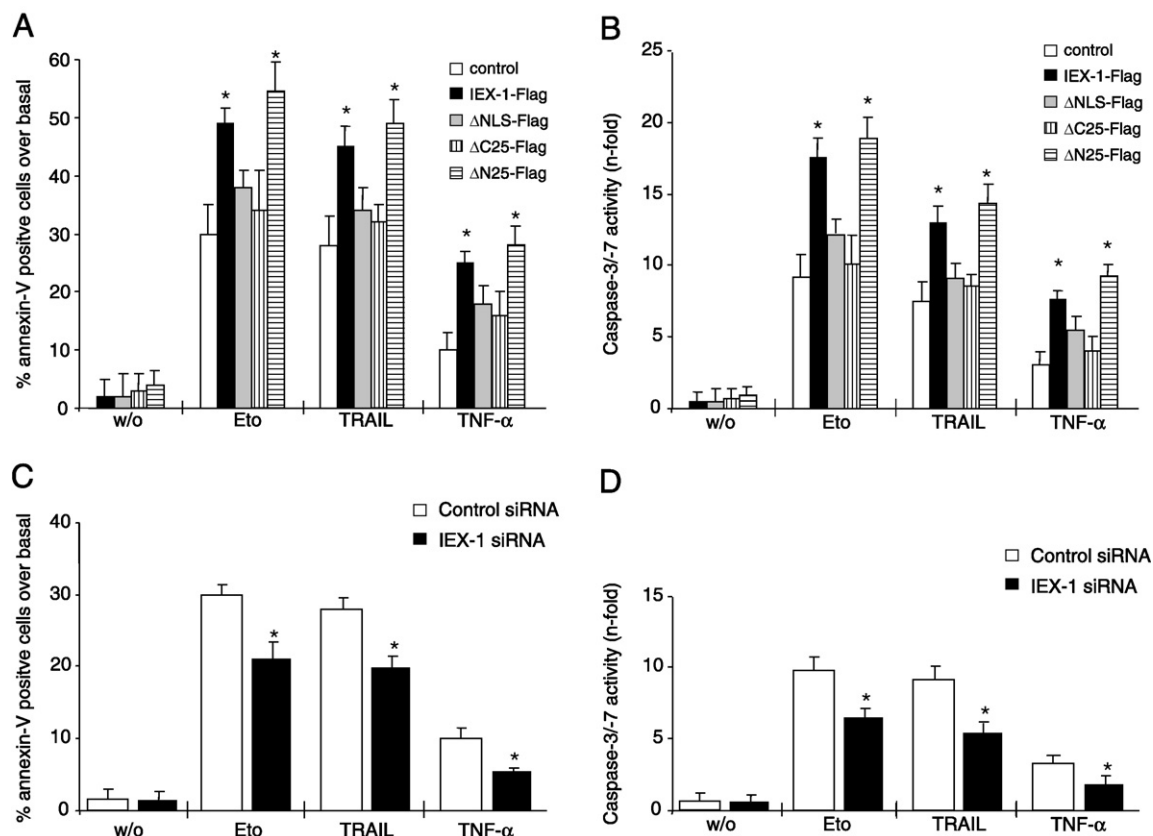 A
% annexin-V positve cells over basal
60
50
40
30
20
10
0
*
*
*
*
*
*
control
IEX-1-Flag
ΔNLS-Flag
ΔC25-Flag
ΔN25-Flag
w/o
Eto
TRAIL
TNF-α
B
Caspase-3/-7 activity (n-fold)
25
20
15
10
5
0
*
*
*
*
*
*
control
IEX-1-Flag
ΔNLS-Flag
ΔC25-Flag
ΔN25-Flag
w/o
Eto
TRAIL
TNF-α
C
% annexin-V positve cells over basal
40
30
20
10
0
*
*
*
Control siRNA
IEX-1 siRNA
w/o
Eto
TRAIL
TNF-α
D
Caspase-3/-7 activity (n-fold)
15
10
5
0
*
*
*
Control siRNA
IEX-1 siRNA
w/o
Eto
TRAIL
TNF-α